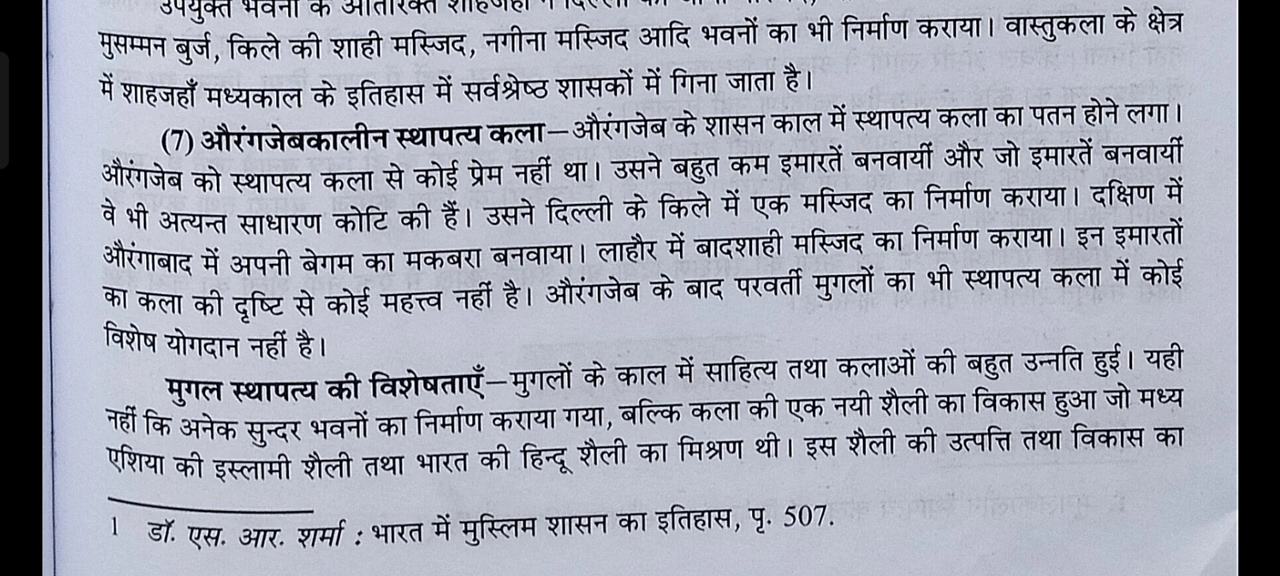 उपर्युक्त भवनों के अतिरिक्त शाहजहाँ ने दिल्ली
मुसम्मन बुर्ज, किले की शाही मस्जिद, नगीना मस्जिद आदि भवनों का भी निर्माण कराया। वास्तुकला के क्षेत्र
में शाहजहाँ मध्यकाल के इतिहास में सर्वश्रेष्ठ शासकों में गिना जाता है।
(7) औरंगजेबकालीन स्थापत्य कला—औरंगजेब के शासन काल में स्थापत्य कला का पतन होने लगा।
औरंगजेब को स्थापत्य कला से कोई प्रेम नहीं था। उसने बहुत कम इमारतें बनवायीं और जो इमारतें बनवायीं
वे भी अत्यन्त साधारण कोटि की हैं। उसने दिल्ली के किले में एक मस्जिद का निर्माण कराया। दक्षिण में
औरंगाबाद में अपनी बेगम का मकबरा बनवाया। लाहौर में बादशाही मस्जिद का निर्माण कराया। इन इमारतों
का कला की दृष्टि से कोई महत्त्व नहीं है। औरंगजेब के बाद परवर्ती मुगलों का भी स्थापत्य कला में कोई
विशेष योगदान नहीं है।
मुगल स्थापत्य की विशेषताएँ—मुगलों के काल में साहित्य तथा कलाओं की बहुत उन्नति हुई। यही
नहीं कि अनेक सुन्दर भवनों का निर्माण कराया गया, बल्कि कला की एक नयी शैली का विकास हुआ जो मध्य
एशिया की इस्लामी शैली तथा भारत की हिन्दू शैली का मिश्रण थी। इस शैली की उत्पत्ति तथा विकास का
1 डॉ. एस. आर. शर्मा : भारत में मुस्लिम शासन का इतिहास, पृ. 507.